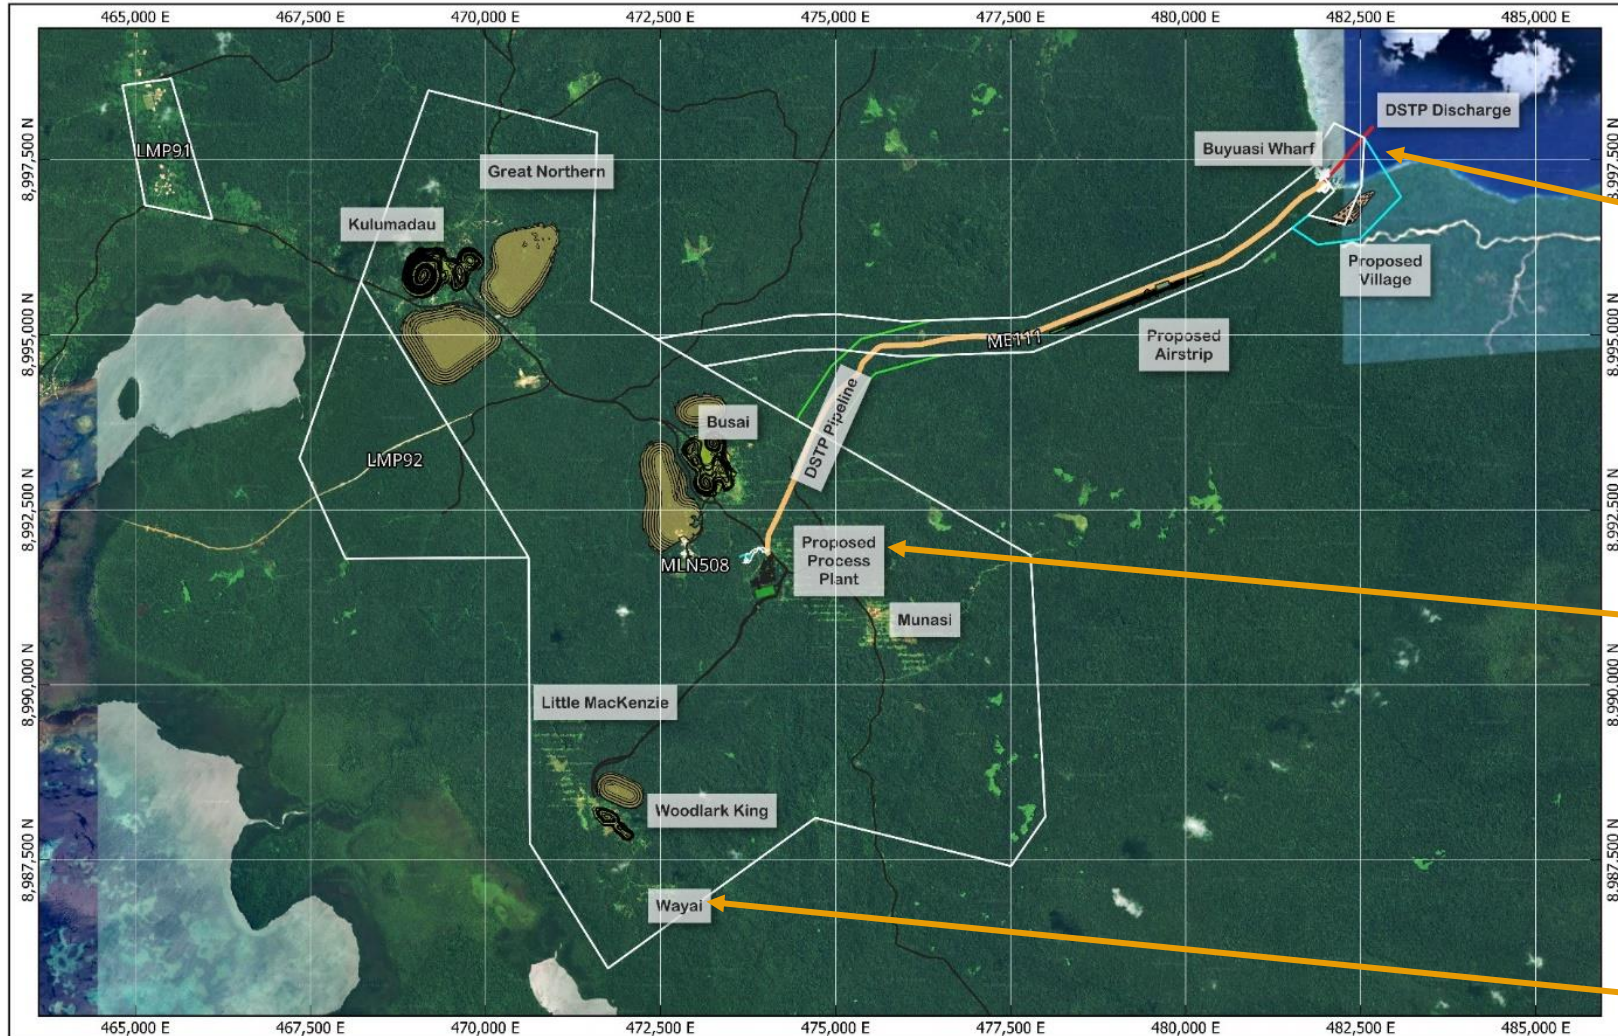 465,000 E
467,500 E
470,000 E
472,500 E
475,000 E
477,500 E
480,000 E
482,500 E
485,000 E
8,997,500 N
8,997,500 N
LMP91
Great Northern
Kulumadau
Buyuasi Wharf
DSTP Discharge
Proposed
Village
8,995,000 N
8,995,000 N
ME111
Proposed
Airstrip
DSTP Pipeline
Busai
LMP92
8,992,500 N
8,992,500 N
MLN508
Proposed
Process
Plant
Munasi
8,990,000 N
8,990,000 N
Little MacKenzie
Woodlark King
8,987,500 N
8,987,500 N
Wayai
465,000 E
467,500 E
470,000 E
472,500 E
475,000 E
477,500 E
480,000 E
482,500 E
485,000 E